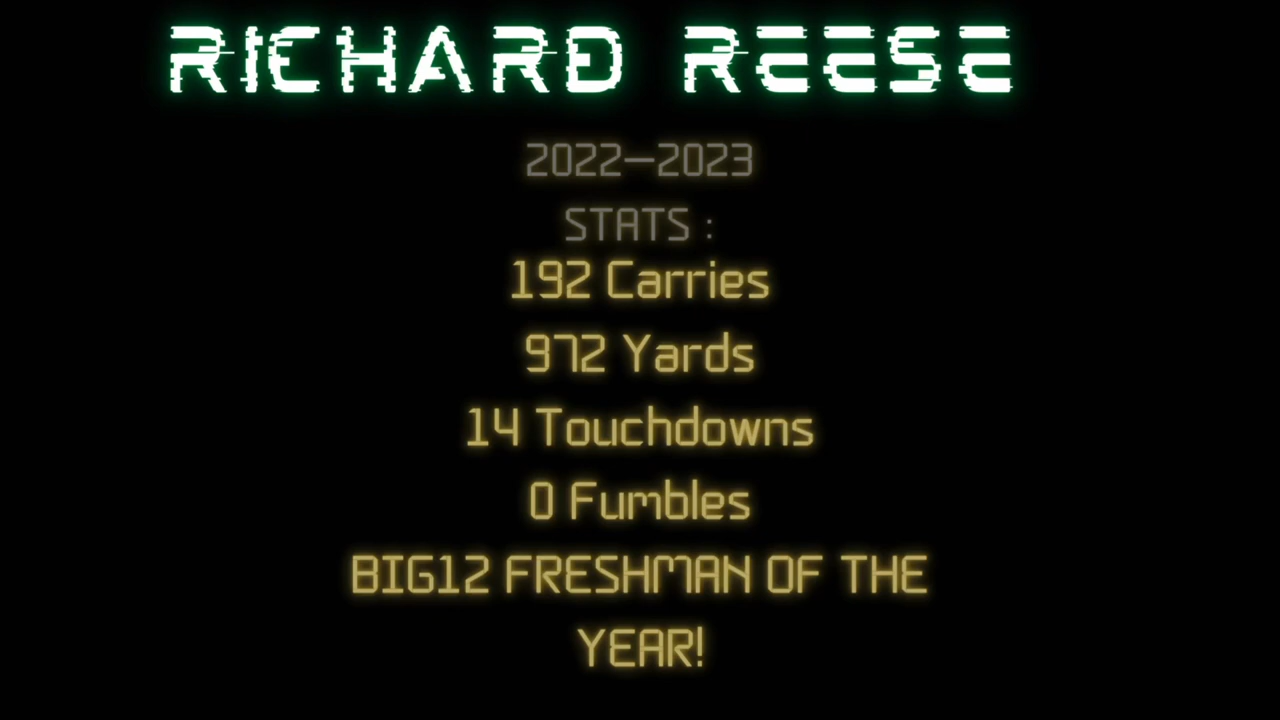 RICHARD REESE
2022-2023
STATS :
192 Carries
972 Yards
14 Touchdowns
0 Fumbles
BIG12 FRESHMAN OF THE
YEAR!